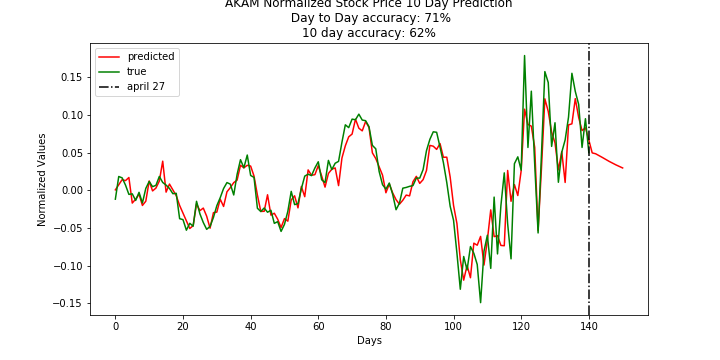 AKAM Normalized Stock Price 10 Day Prediction
Day to Day accuracy: 71%
10 day accuracy: 62%
predicted
true
april 27
0.15
0.10
0.05
0.00
−0.05
−0.10
−0.15
Normalized Values
0 20 40 60 80 100 120 140
Days